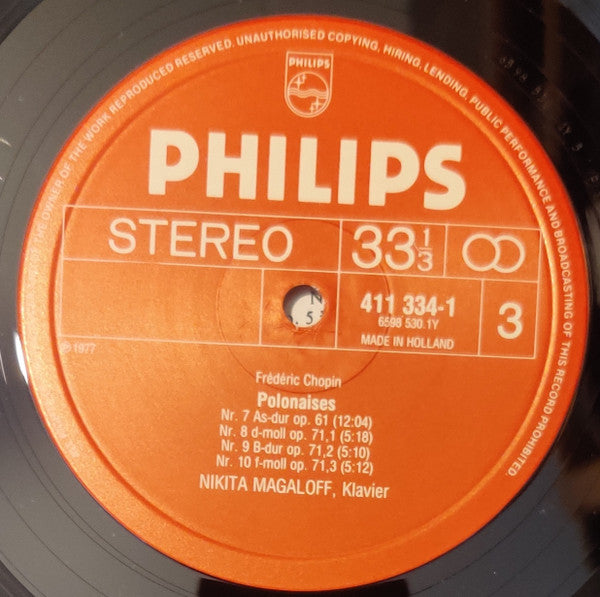 THE OWNER OF THE WORK REPRODUCED RESERVED. UNAUTHORISED COPYING, HIRING, LENDING, PUBLIC PERFORMANCE AND BROADCASTING OF THIS RECORD PROHIBITED.
PHILIPS
PHILIPS
STEREO
33 1/3
411 334-1
6598 530.1Y
MADE IN HOLLAND
3
℗ 1977
Frédéric Chopin
Polonaises
Nr. 7 As-dur op. 61 (12:04)
Nr. 8 d-moll op. 71,1 (5:18)
Nr. 9 B-dur op. 71,2 (5:10)
Nr. 10 f-moll op. 71,3 (5:12)
NIKITA MAGALOFF, Klavier